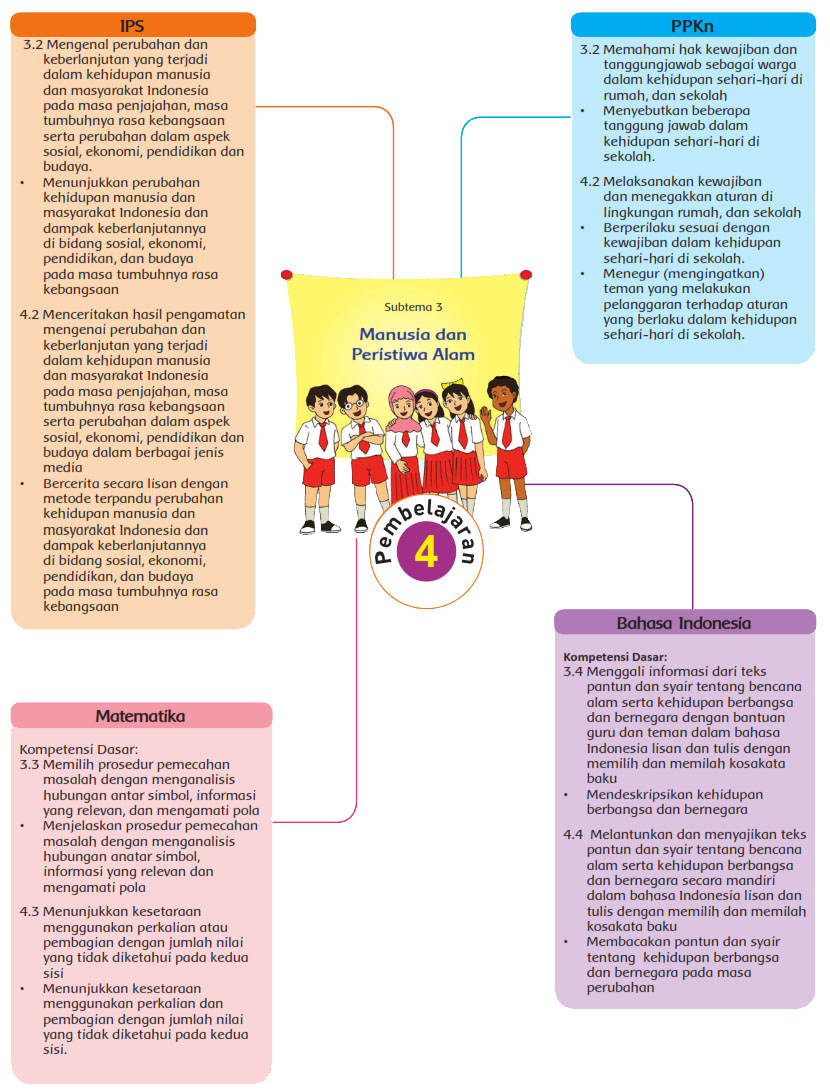 IPS
3.2 Mengenal perubahan dan
keberlanjutan yang terjadi
dalam kehidupan manusia
dan masyarakat Indonesia
pada masa penjajahan, masa
tumbuhnya rasa kebangsaan
serta perubahan dalam aspek
sosial, ekonomi, pendidikan dan
budaya.
• Menunjukkan perubahan
kehidupan manusia dan
masyarakat Indonesia dan
dampak keberlanjutannya
di bidang sosial, ekonomi,
pendidikan, dan budaya
pada masa tumbuhnya rasa
kebangsaan
4.2 Menceritakan hasil pengamatan
mengenai perubahan dan
keberlanjutan yang terjadi
dalam kehidupan manusia
dan masyarakat Indonesia
pada masa penjajahan, masa
tumbuhnya rasa kebangsaan
serta perubahan dalam aspek
sosial, ekonomi, pendidikan dan
budaya dalam berbagai jenis
media
• Bercerita secara lisan dengan
metode terpandu perubahan
kehidupan manusia dan
masyarakat Indonesia dan
dampak keberlanjutannya
di bidang sosial, ekonomi,
pendidikan, dan budaya
pada masa tumbuhnya rasa
kebangsaan
PPKn
3.2 Memahami hak kewajiban dan
tanggungjawab sebagai warga
dalam kehidupan sehari-hari di
rumah, dan sekolah
• Menyebutkan beberapa
tanggung jawab dalam
kehidupan sehari-hari di
sekolah.
4.2 Melaksanakan kewajiban
dan menegakkan aturan di
lingkungan rumah, dan sekolah
• Berperilaku sesuai dengan
kewajiban dalam kehidupan
sehari-hari di sekolah.
• Menegur (mengingatkan)
teman yang melakukan
pelanggaran terhadap aturan
yang berlaku dalam kehidupan
sehari-hari di sekolah.
Subtema 3
Manusia dan
Peristiwa Alam
Pembelajaran
4
Matematika
Kompetensi Dasar:
3.3 Memilih prosedur pemecahan
masalah dengan menganalisis
hubungan antar simbol, informasi
yang relevan, dan mengamati pola
• Menjelaskan prosedur pemecahan
masalah dengan menganalisis
hubungan anatar simbol,
informasi yang relevan dan
mengamati pola
4.3 Menunjukkan kesetaraan
menggunakan perkalian atau
pembagian dengan jumlah nilai
yang tidak diketahui pada kedua
sisi
• Menunjukkan kesetaraan
menggunakan perkalian dan
pembagian dengan jumlah nilai
yang tidak diketahui pada kedua
sisi.
Bahasa Indonesia
Kompetensi Dasar:
3.4 Menggali informasi dari teks
pantun dan syair tentang bencana
alam serta kehidupan berbangsa
dan bernegara dengan bantuan
guru dan teman dalam bahasa
Indonesia lisan dan tulis dengan
memilih dan memilah kosakata
baku
• Mendeskripsikan kehidupan
berbangsa dan bernegara
4.4 Melantunkan dan menyajikan teks
pantun dan syair tentang bencana
alam serta kehidupan berbangsa
dan bernegara secara mandiri
dalam bahasa Indonesia lisan dan
tulis dengan memilih dan memilah
kosakata baku
• Membacakan pantun dan syair
tentang kehidupan berbangsa
dan bernegara pada masa
perubahan